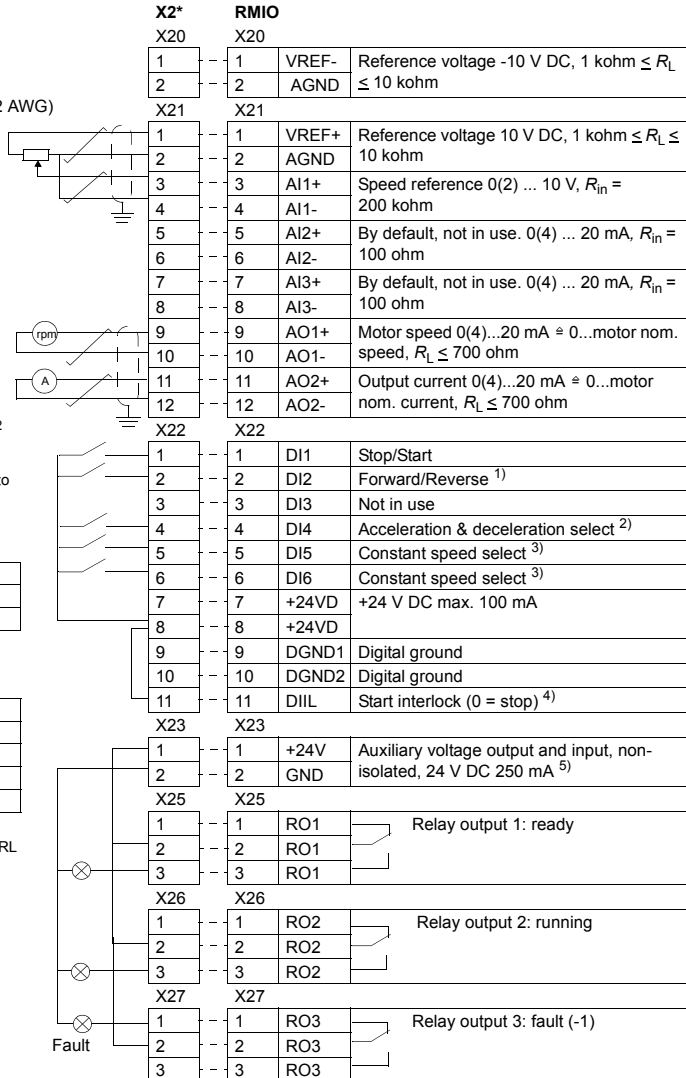 X2* RMIO
X20 X20
1 1 VREF- Reference voltage -10 V DC, 1 kohm ≤ RL
2 2 AGND ≤ 10 kohm
AWG)
X21 X21
1 1 VREF+ Reference voltage 10 V DC, 1 kohm ≤ RL ≤
2 2 AGND 10 kohm
3 3 AI1+ Speed reference 0(2) ... 10 V, Rin =
4 4 AI1- 200 kohm
5 5 AI2+ By default, not in use. 0(4) ... 20 mA, Rin =
6 6 AI2- 100 ohm
7 7 AI3+ By default, not in use. 0(4) ... 20 mA, Rin =
8 8 AI3- 100 ohm
rpm 9 9 AO1+ Motor speed 0(4)...20 mA ≙ 0...motor nom.
10 10 AO1- speed, RL ≤ 700 ohm
A 11 11 AO2+ Output current 0(4)...20 mA ≙ 0...motor
12 12 AO2- nom. current, RL ≤ 700 ohm
X22 X22
1 1 DI1 Stop/Start
2 2 DI2 Forward/Reverse 1)
3 3 DI3 Not in use
4 4 DI4 Acceleration & deceleration select 2)
5 5 DI5 Constant speed select 3)
6 6 DI6 Constant speed select 3)
7 7 +24VD +24 V DC max. 100 mA
8 8 +24VD
9 9 DGND1 Digital ground
10 10 DGND2 Digital ground
11 11 DIIL Start interlock (0 = stop) 4)
X23 X23
1 1 +24V Auxiliary voltage output and input, non-
2 2 GND isolated, 24 V DC 250 mA 5)
X25 X25
1 1 RO1 Relay output 1: ready
RL
2 2 RO1
3 3 RO1
X26 X26
1 1 RO2 Relay output 2: running
2 2 RO2
3 3 RO2
X27 X27
1 1 RO3 Relay output 3: fault (-1)
Fault 2 2 RO3
3 3 RO3